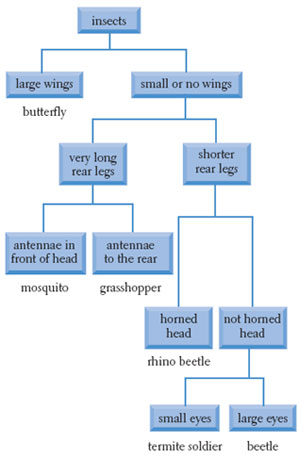 insects
large wings
small or no wings
butterfly
very long
rear legs
shorter
rear legs
antennae in
front of head
antennae
to the rear
mosquito
grasshopper
horned
head
not horned
head
rhino beetle
small eyes
large eyes
termite soldier
beetle